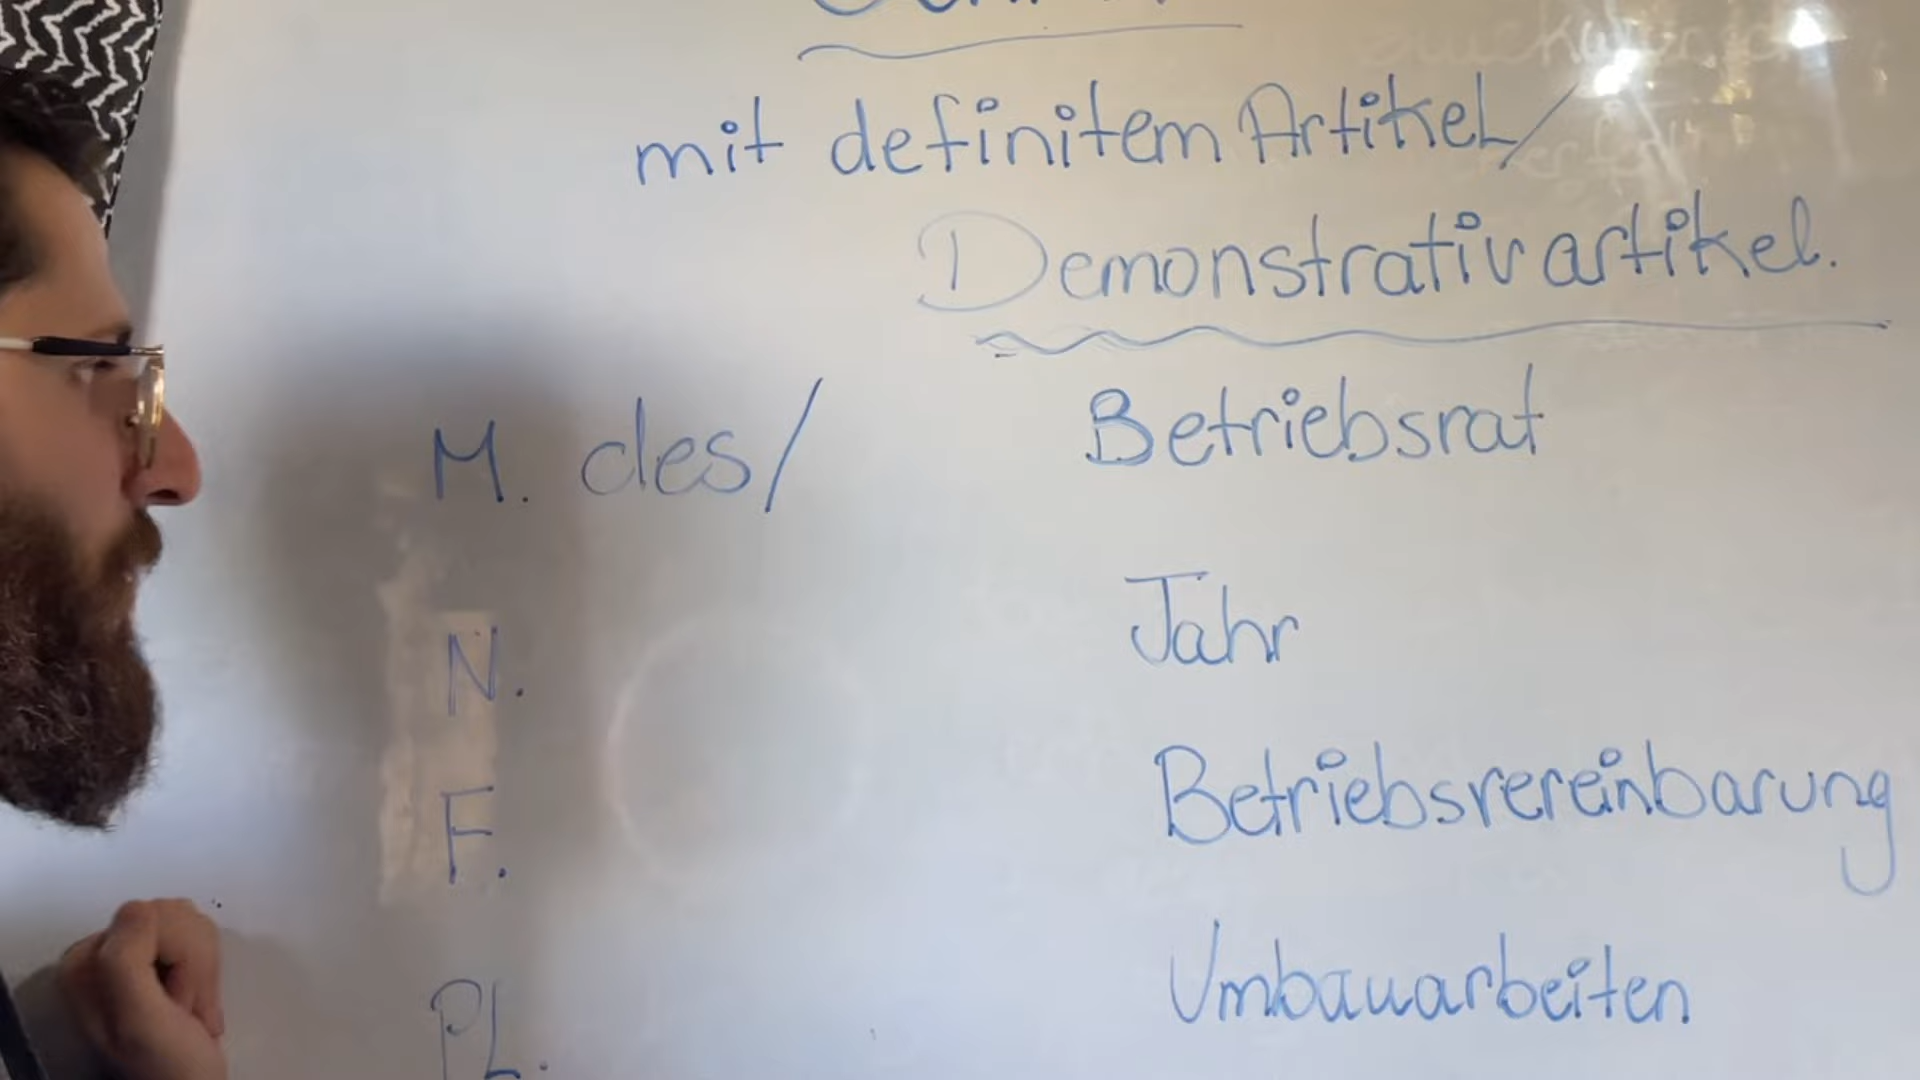 mit definitem Artikel/
Demonstrativartikel.
M. des/ Betriebsrat
N. Jahr
F. Betriebsvereinbarung
PL. Umbauarbeiten